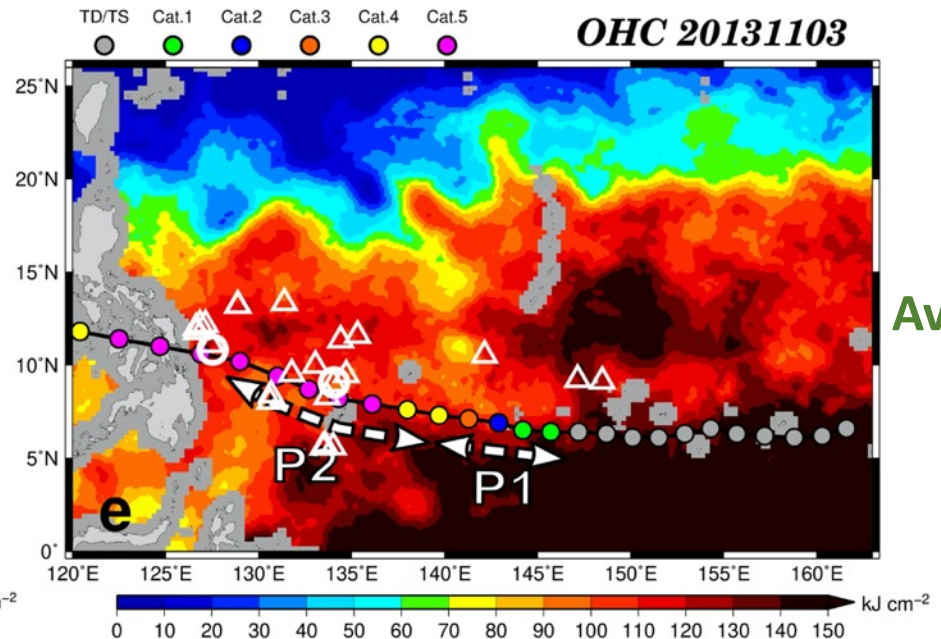 TD/TS Cat.1 Cat.2 Cat.3 Cat.4 Cat.5
OHC 20131103
25°N
20°N
15°N
10°N
5°N
0°
Av
P2
P1
e
120°E 125°E 130°E 135°E 140°E 145°E 150°E 155°E 160°E
-2
0 10 20 30 40 50 60 70 80 90 100 110 120 130 140 150
kJ cm⁻²